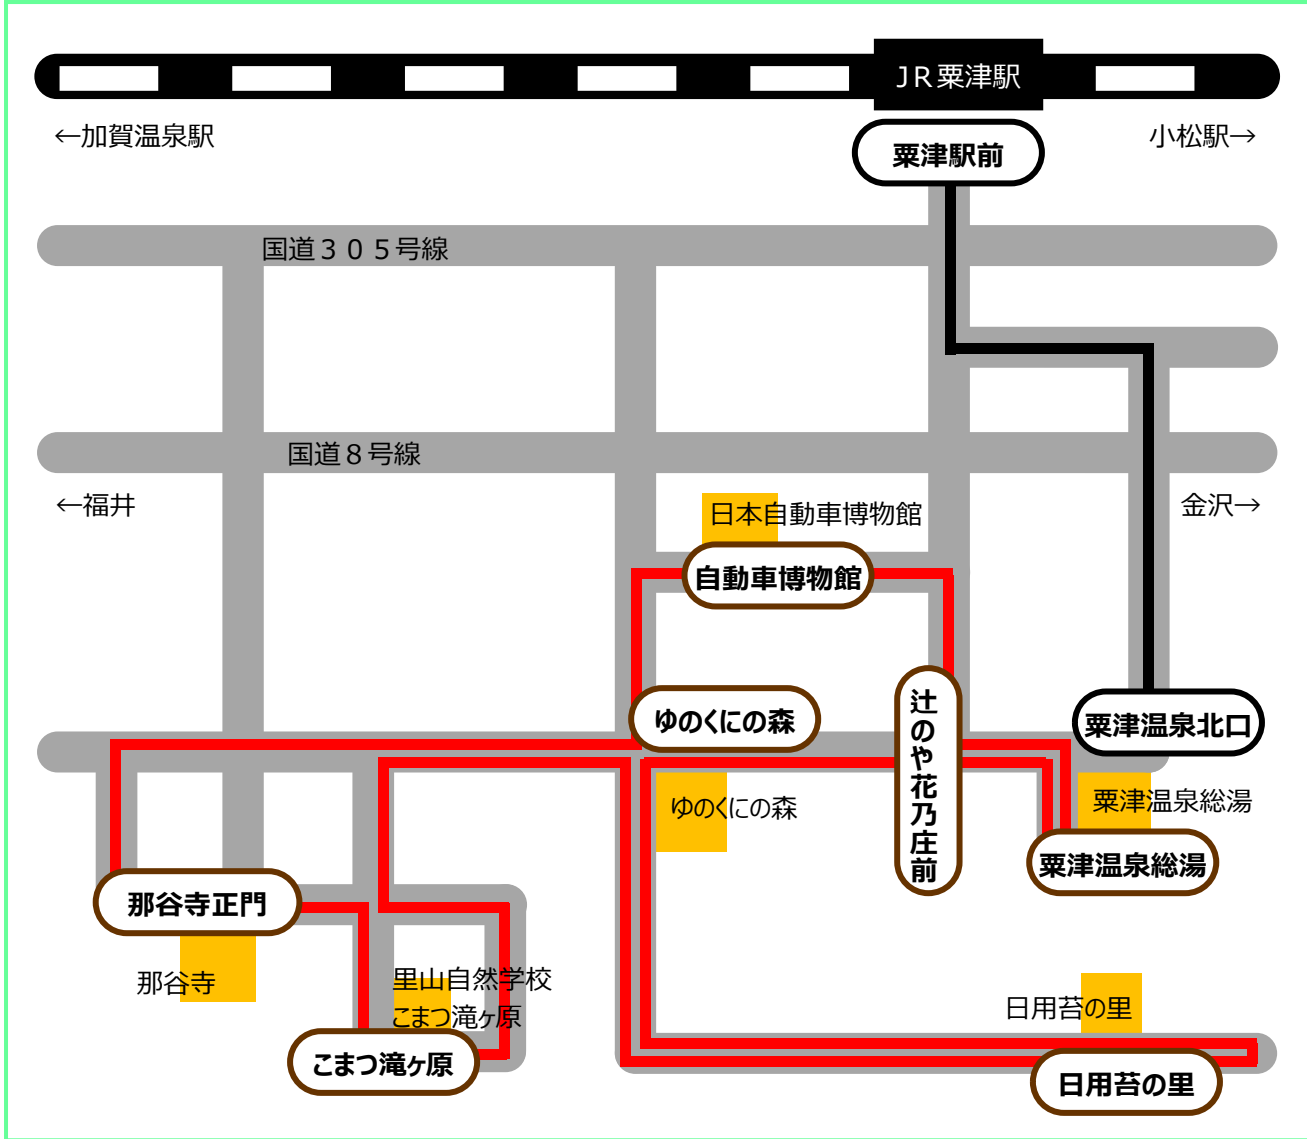 ＪＲ粟津駅
←加賀温泉駅
小松駅→
粟津駅前
国道３０５号線
国道８号線
←福井
金沢→
日本自動車博物館
自動車博物館
ゆのくにの森
辻のや花乃庄前
粟津温泉北口
ゆのくにの森
粟津温泉総湯
粟津温泉総湯
那谷寺正門
那谷寺
里山自然学校
こまつ滝ヶ原
こまつ滝ヶ原
日用苔の里
日用苔の里